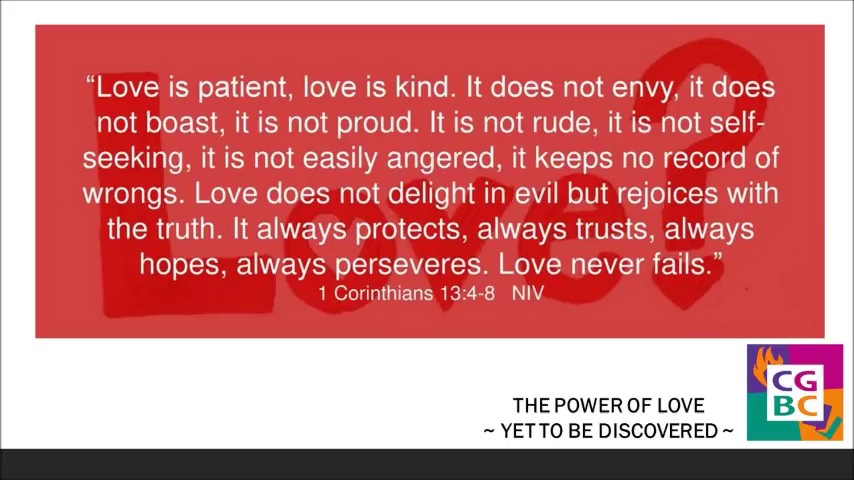 “Love is patient, love is kind. It does not envy, it does
not boast, it is not proud. It is not rude, it is not self-
seeking, it is not easily angered, it keeps no record of
wrongs. Love does not delight in evil but rejoices with
the truth. It always protects, always trusts, always
hopes, always perseveres. Love never fails.”
1 Corinthians 13:4-8 NIV
Love?
THE POWER OF LOVE
~ YET TO BE DISCOVERED ~
CG
BC